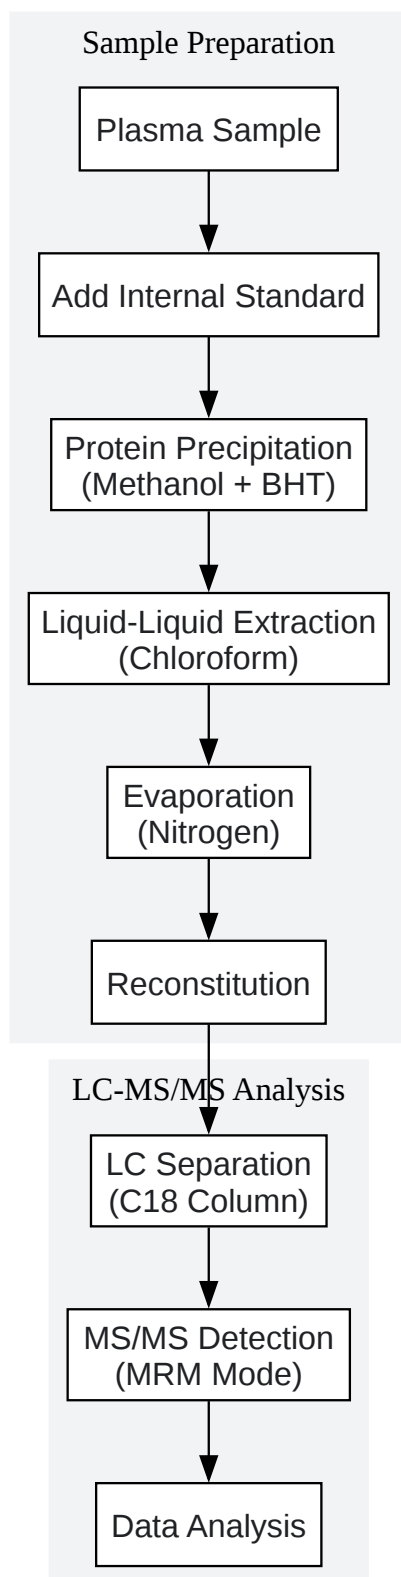 Sample Preparation
Plasma Sample
Add Internal Standard
Protein Precipitation
(Methanol + BHT)
Liquid-Liquid Extraction
(Chloroform)
Evaporation
(Nitrogen)
Reconstitution
LC-MS/MS Analysis
LC Separation
(C18 Column)
MS/MS Detection
(MRM Mode)
Data Analysis